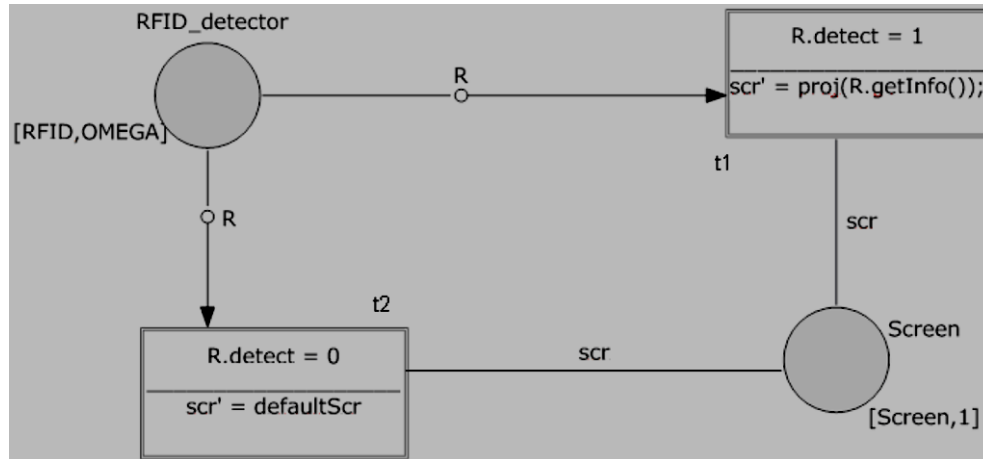 RFID_detector
R
R.detect = 1
scr' = proj(R.getInfo());
[RFID,OMEGA]
t1
R
scr
t2
Screen
R.detect = 0
scr
scr' = defaultScr
[Screen,1]